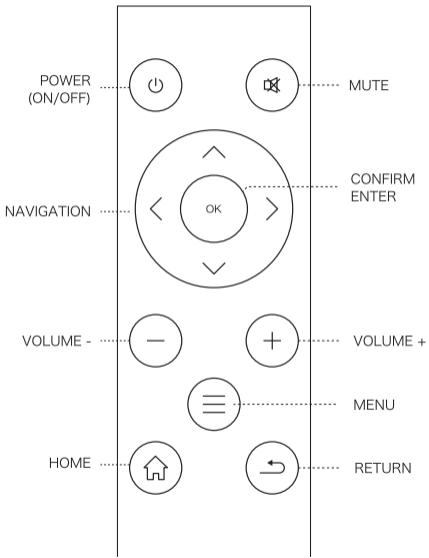 POWER
(ON/OFF)
MUTE
CONFIRM
ENTER
OK
NAVIGATION
VOLUME -
VOLUME +
MENU
HOME
RETURN